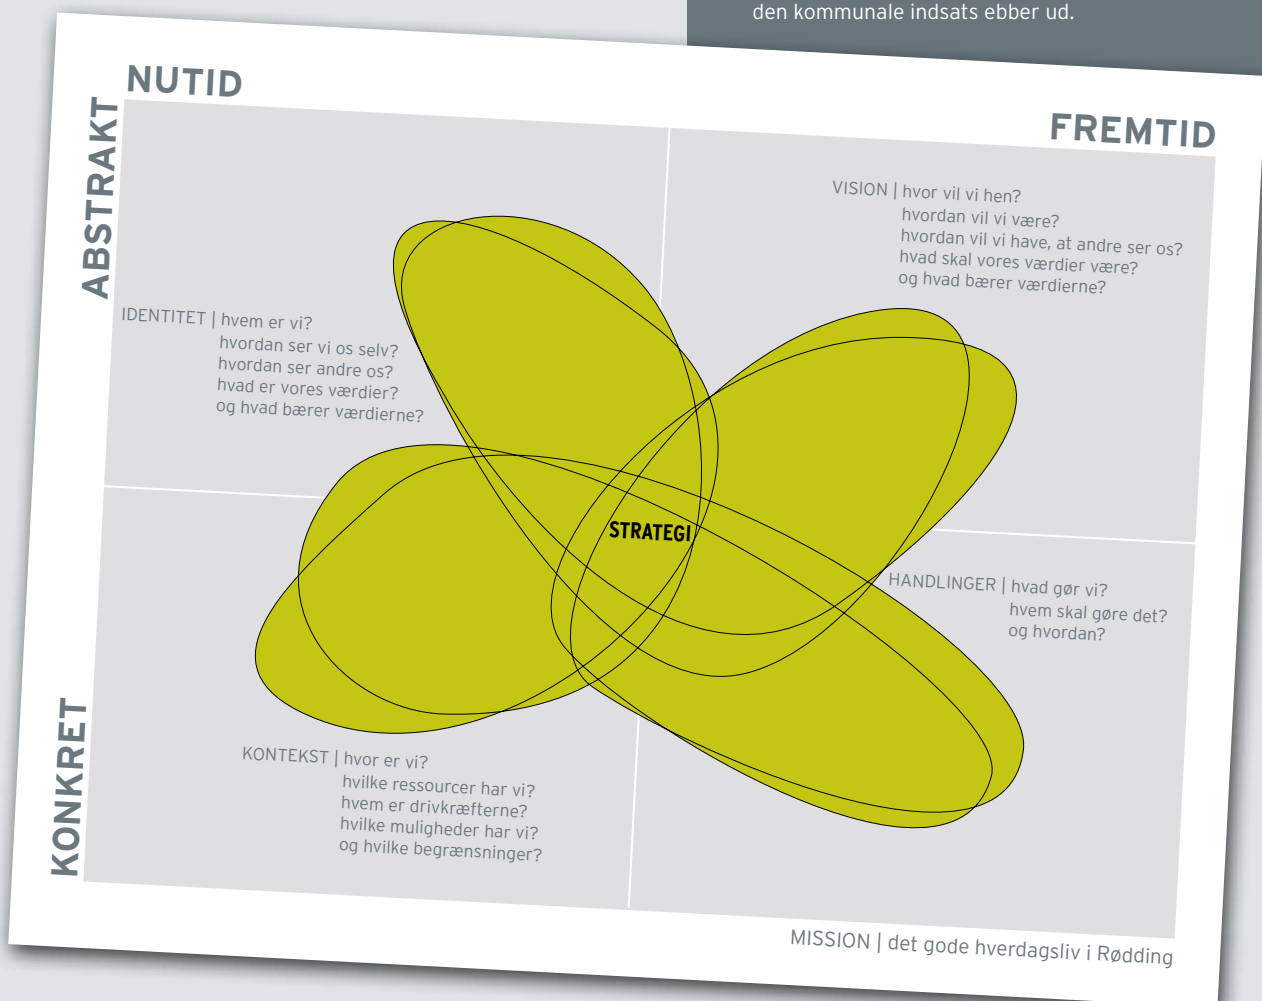 den kommunale indsats ebber ud.
NUTID
FREMTID
ABSTRAKT
VISION | hvor vil vi hen?
hvordan vil vi være?
hvordan vil vi have, at andre ser os?
hvad skal vores værdier være?
og hvad bærer værdierne?
IDENTITET | hvem er vi?
hvordan ser vi os selv?
hvordan ser andre os?
hvad er vores værdier?
og hvad bærer værdierne?
STRATEGI
HANDLINGER | hvad gør vi?
hvem skal gøre det?
og hvordan?
KONKRET
KONTEKST | hvor er vi?
hvilke ressourcer har vi?
hvem er drivkræfterne?
hvilke muligheder har vi?
og hvilke begrænsninger?
MISSION | det gode hverdagsliv i Rødding